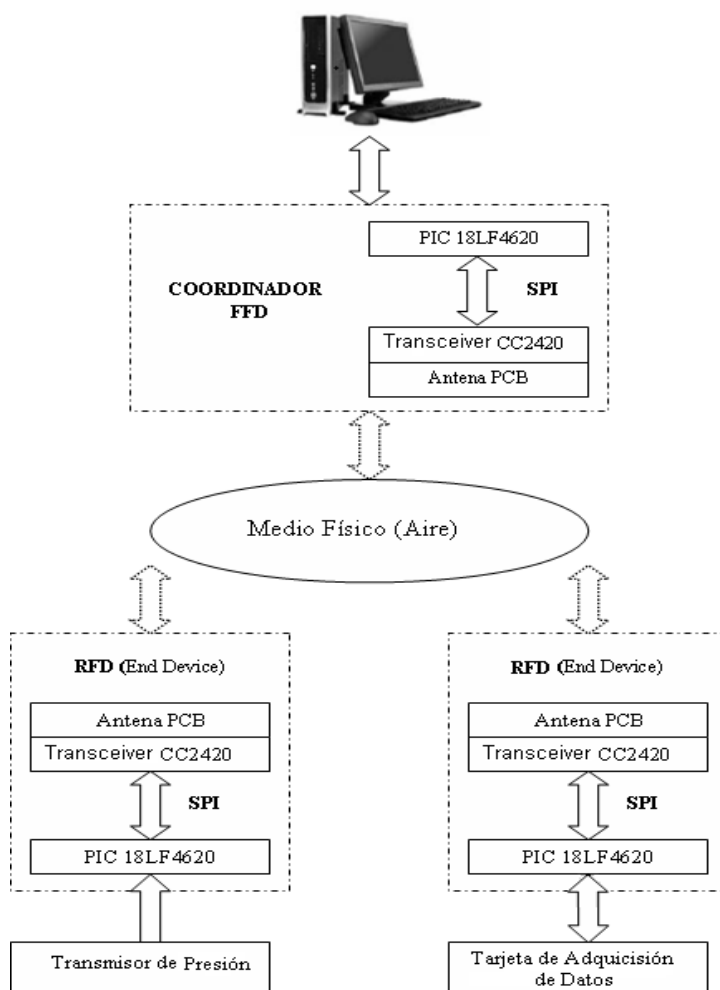 PIC 18LF4620
COORDINADOR
FFD
SPI
Transceiver CC2420
Antena PCB
Medio Físico (Aire)
RFD (End Device)
Antena PCB
Transceiver CC2420
SPI
PIC 18LF4620
Transmisor de Presión
RFD (End Device)
Antena PCB
Transceiver CC2420
SPI
PIC 18LF4620
Tarjeta de Adquicisión
de Datos